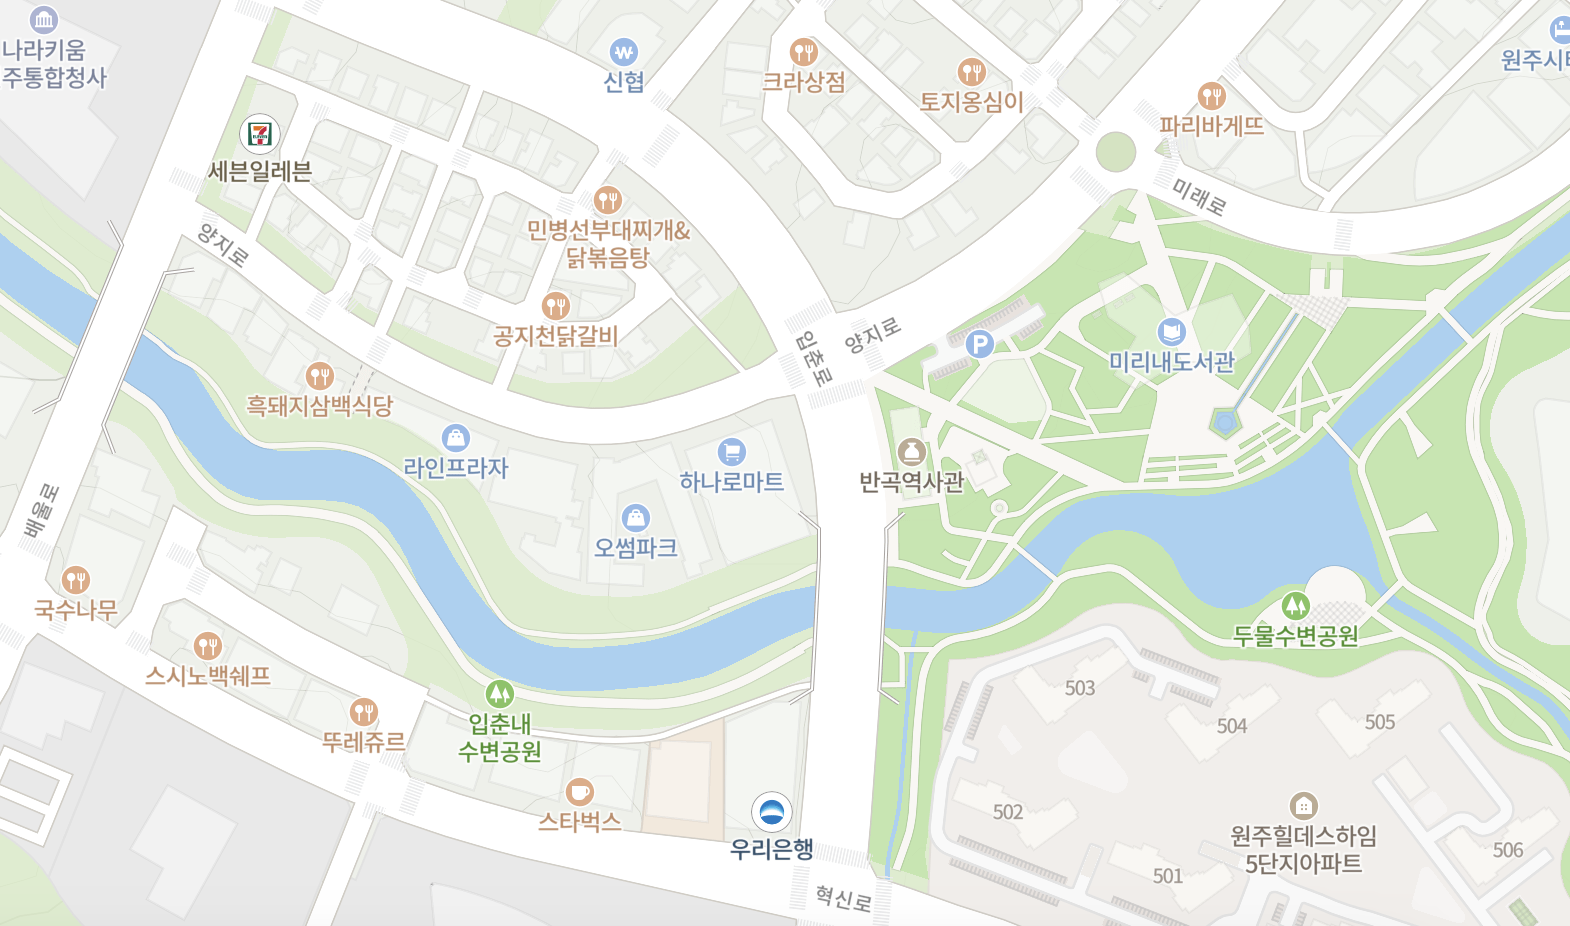 나라키움
주통합청사
신협
크라상점
토지옹심이
원주시티
파리바게뜨
세븐일레븐
미래로
양지로
민병선부대찌개&
닭볶음탕
공지천닭갈비
입춘로
양지로
미리내도서관
흑돼지삼백식당
라인프라자
하나로마트
반곡역사관
배울로
오썸파크
국수나무
두물수변공원
스시노백쉐프
503
504
505
입춘내
수변공원
뚜레쥬르
502
스타벅스
원주힐데스하임
5단지아파트
우리은행
506
501
혁신로
P